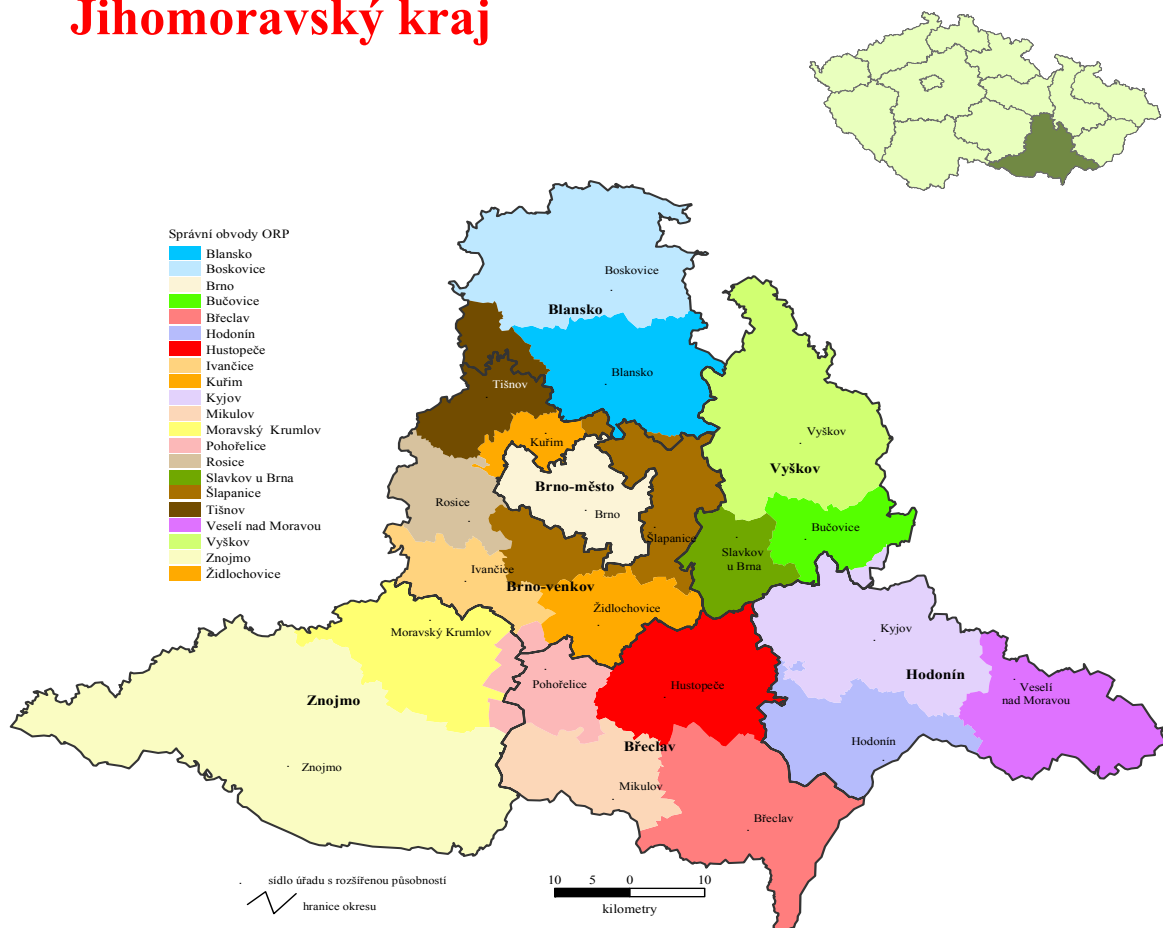 Jihomoravský kraj
Správní obvody ORP
Blansko
Boskovice
Brno
Bučovice
Břeclav
Hodonín
Hustopeče
Ivančice
Kuřim
Kyjov
Mikulov
Moravský Krumlov
Pohořelice
Rosice
Slavkov u Brna
Šlapanice
Tišnov
Veselí nad Moravou
Vyškov
Znojmo
Židlochovice
Boskovice
Blansko
Blansko
Tišnov
Kuřim
Vyškov
Vyškov
Brno-město
Rosice
Brno
Bučovice
Šlapanice
Slavkov
u Brna
Ivančice
Brno-venkov
Židlochovice
Moravský Krumlov
Kyjov
Hodonín
Pohořelice
Hustopeče
Veselí
nad Moravou
Znojmo
Břeclav
Hodonín
Znojmo
Mikulov
Břeclav
sídlo úřadu s rozšířenou působností
hranice okresu
10 5 0 10
kilometry